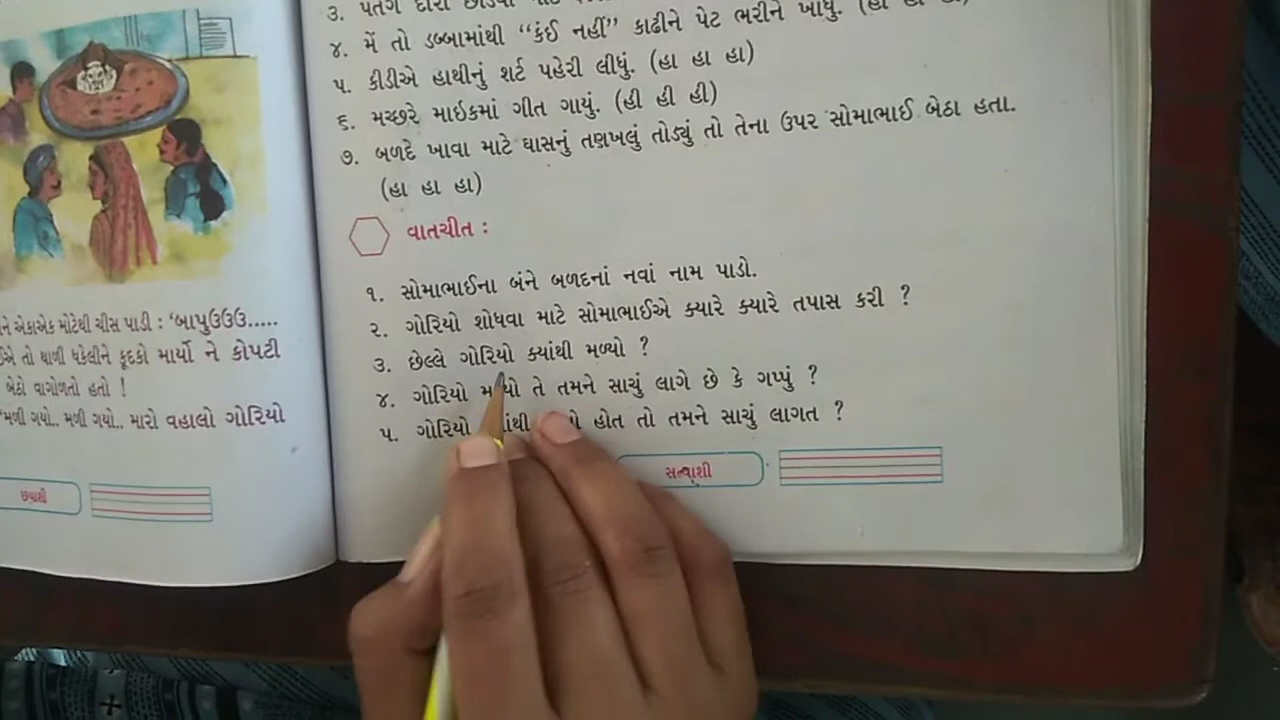 ને એકાએક મોટેથી ચીસ પાડી : ‘બાપુઉઉઉ.....
એ તો થાળી ધકેલીને કૂદકો માર્યો ને કોપટી
બેઠો વાગોળતો હતો !
‘મળી ગયો.. મળી ગયો.. મારો વહાલો ગોરિયો
છયાશી
૩. પતંગ દોરી
૪. મેં તો ડબ્બામાંથી “કંઈ નહીં” કાઢીને પેટ ભરીને ખાધું. (હા હા હા)
૫. કીડીએ હાથીનું શર્ટ પહેરી લીધું. (હા હા હા)
૬. મચ્છરે માઇકમાં ગીત ગાયું. (હી હી હી)
૭. બળદે ખાવા માટે ઘાસનું તણખલું તોડ્યું તો તેના ઉપર સોમાભાઈ બેઠા હતા.
(હા હા હા)
વાતચીત :
૧. સોમાભાઈના બંને બળદનાં નવાં નામ પાડો.
૨. ગોરિયો શોધવા માટે સોમાભાઈએ ક્યારે ક્યારે તપાસ કરી ?
૩. છેલ્લે ગોરિયો ક્યાંથી મળ્યો ?
૪. ગોરિયો મળ્યો તે તમને સાચું લાગે છે કે ગપ્પું ?
૫. ગોરિયો હોત તો તમને સાચું લાગત ?
સત્યાશી